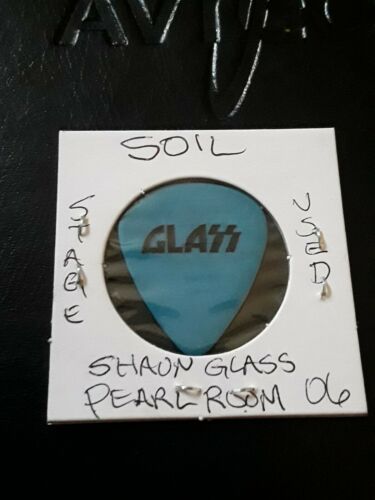 SOIL
STAGE
USED
GLASS
SHAUN GLASS
PEARL ROOM 06